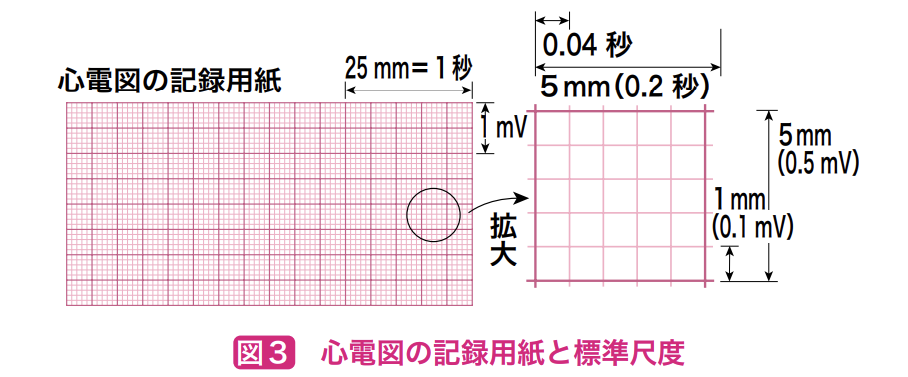 心電図の記録用紙
25 mm= 1 秒
1 mV
0.04 秒
5 mm(0.2 秒)
5 mm
(0.5 mV)
1 mm
(0.1 mV)
拡大
図3 心電図の記録用紙と標準尺度